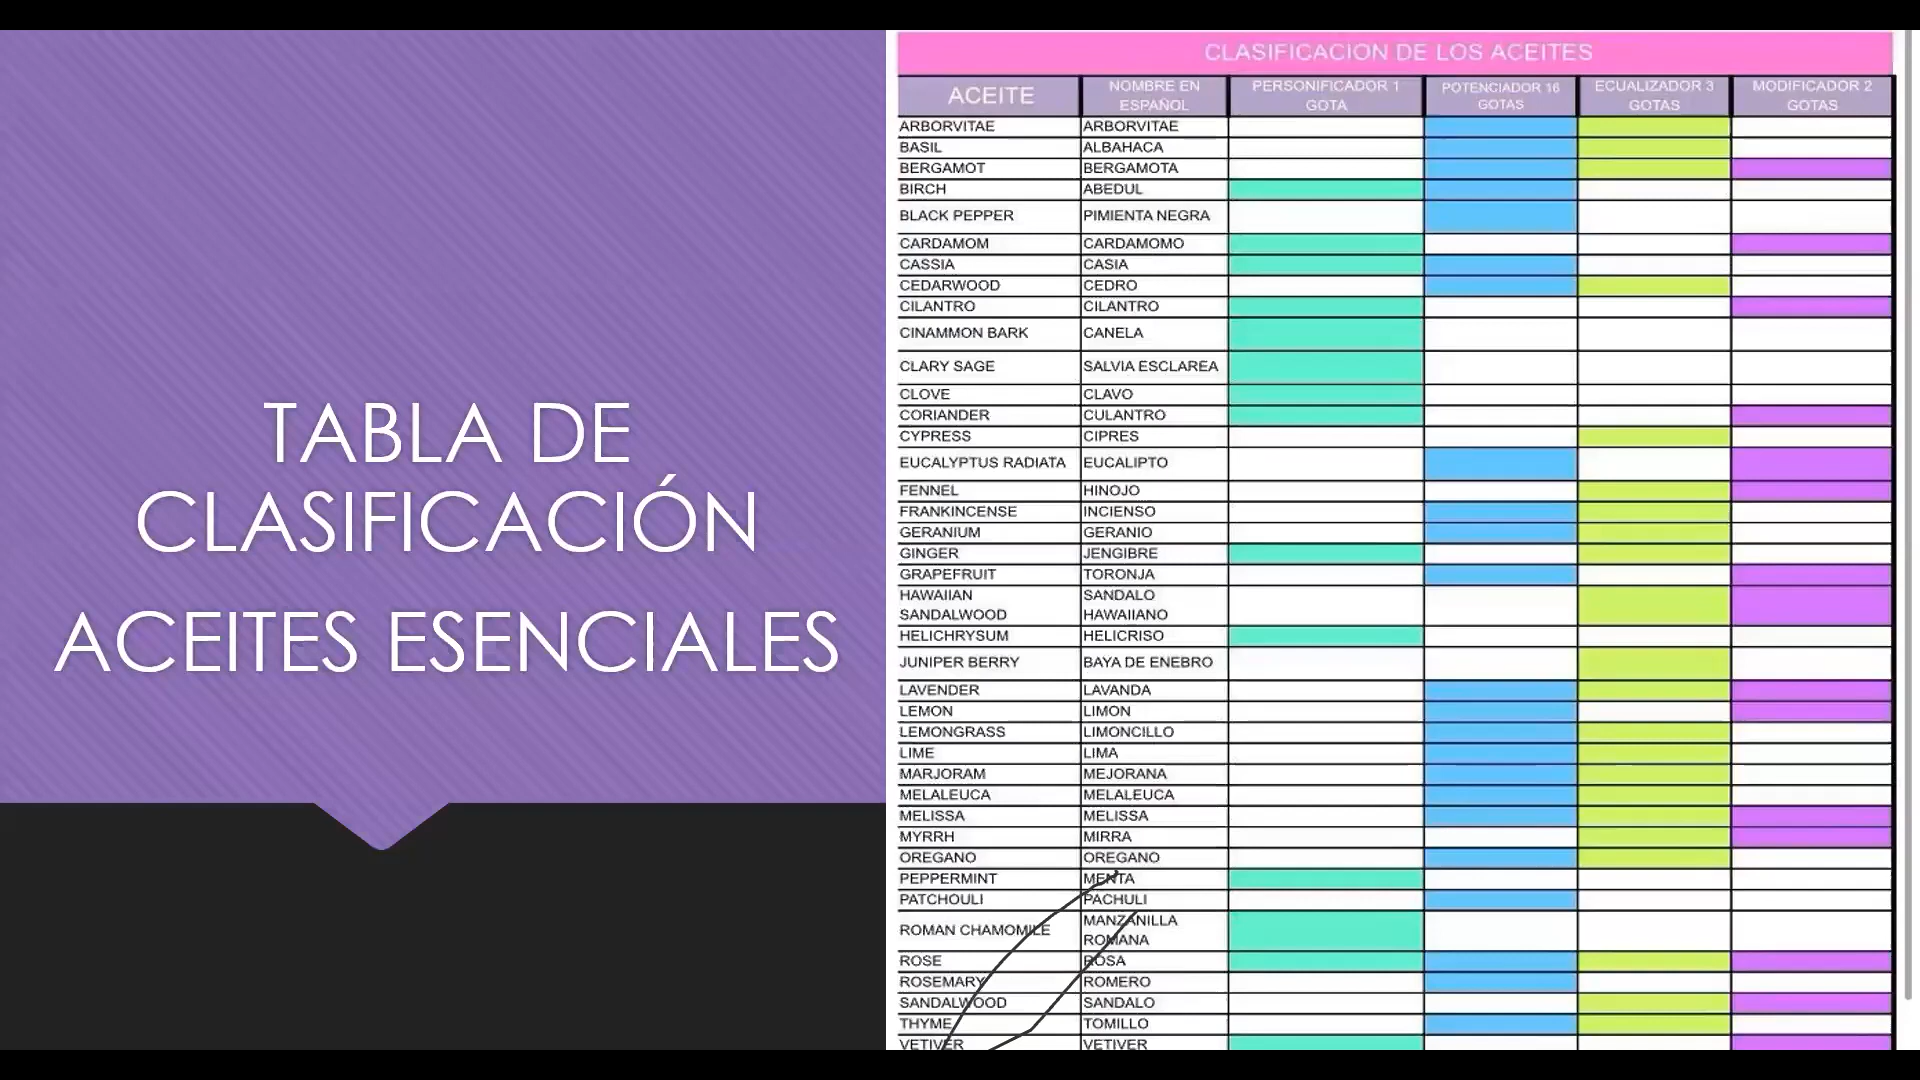 TABLA DE
CLASIFICACIÓN
ACEITES ESENCIALES
CLASIFICACION DE LOS ACEITES
ACEITE NOMBRE EN ESPAÑOL PERSONIFICADOR 1 GOTA POTENCIADOR 16 GOTAS ECUALIZADOR 3 GOTAS MODIFICADOR 2 GOTAS
ARBORVITAE ARBORVITAE
BASIL ALBAHACA
BERGAMOT BERGAMOTA
BIRCH ABEDUL
BLACK PEPPER PIMIENTA NEGRA
CARDAMOM CARDAMOMO
CASSIA CASIA
CEDARWOOD CEDRO
CILANTRO CILANTRO
CINAMMON BARK CANELA
CLARY SAGE SALVIA ESCLAREA
CLOVE CLAVO
CORIANDER CULANTRO
CYPRESS CIPRES
EUCALYPTUS RADIATA EUCALIPTO
FENNEL HINOJO
FRANKINCENSE INCIENSO
GERANIUM GERANIO
GINGER JENGIBRE
GRAPEFRUIT TORONJA
HAWAIIAN SANDALWOOD SANDALO HAWAIIANO
HELICHRYSUM HELICRISO
JUNIPER BERRY BAYA DE ENEBRO
LAVENDER LAVANDA
LEMON LIMON
LEMONGRASS LIMONCILLO
LIME LIMA
MARJORAM MEJORANA
MELALEUCA MELALEUCA
MELISSA MELISSA
MYRRH MIRRA
OREGANO OREGANO
PEPPERMINT MENTA
PATCHOULI PACHULI
ROMAN CHAMOMILE MANZANILLA ROMANA
ROSE ROSA
ROSEMARY ROMERO
SANDALWOOD SANDALO
THYME TOMILLO
VETIVER VETIVER